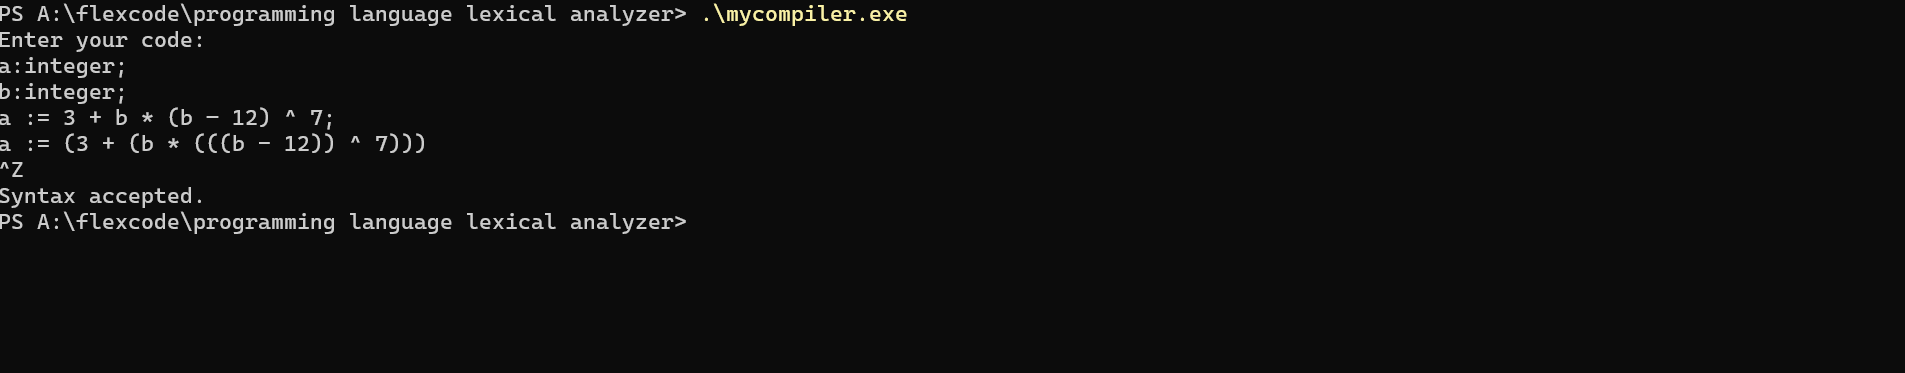 PS A:\flexcode\programming language lexical analyzer> .\mycompiler.exe
Enter your code:
a:integer;
b:integer;
a := 3 + b * (b - 12) ^ 7;
a := (3 + (b * (((b - 12)) ^ 7)))
^Z
Syntax accepted.
PS A:\flexcode\programming language lexical analyzer>